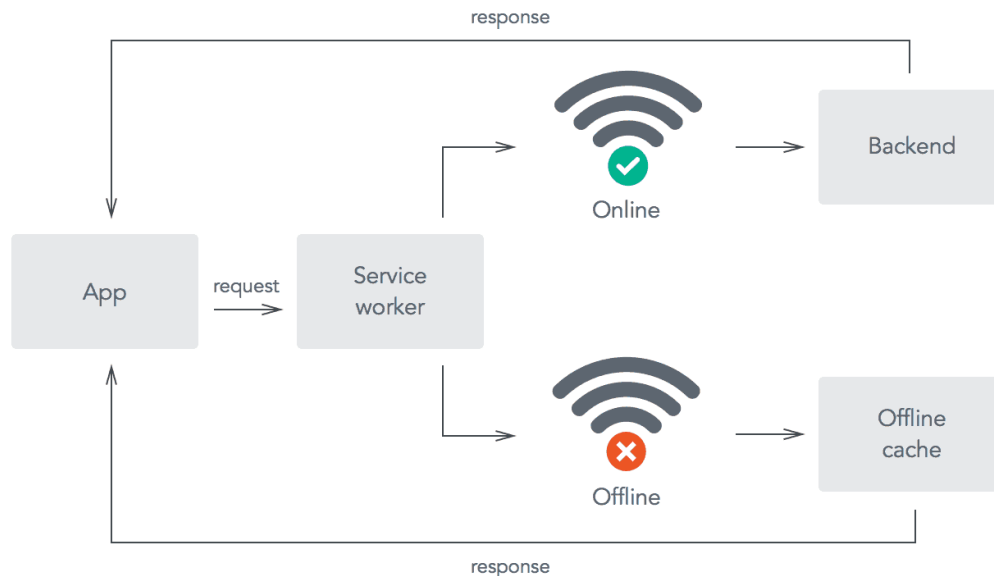 response
Backend
Online
App
request
Service
worker
Offline
cache
Offline
response